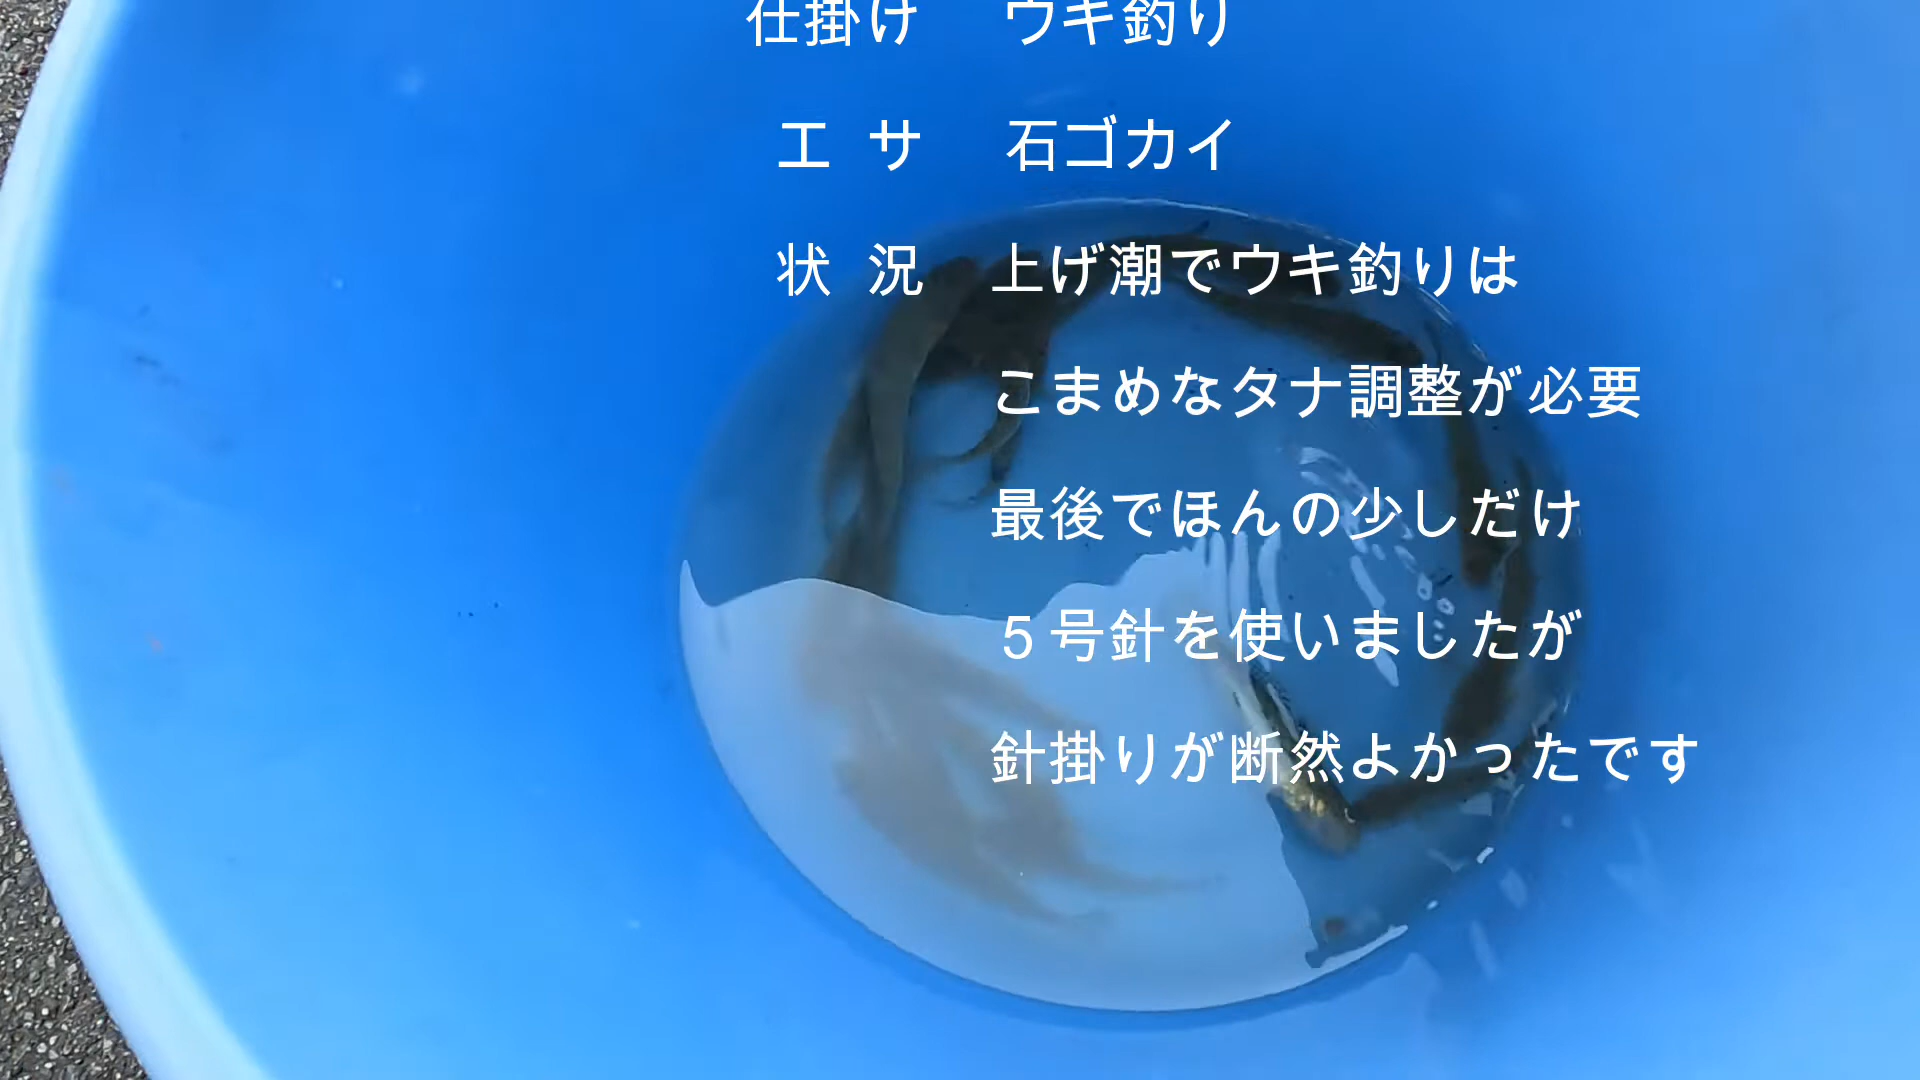 仕掛け ウキ釣り
エサ 石ゴカイ
状況 上げ潮でウキ釣りは
こまめなタナ調整が必要
最後でほんの少しだけ
5号針を使いましたが
針掛りが断然よかったです